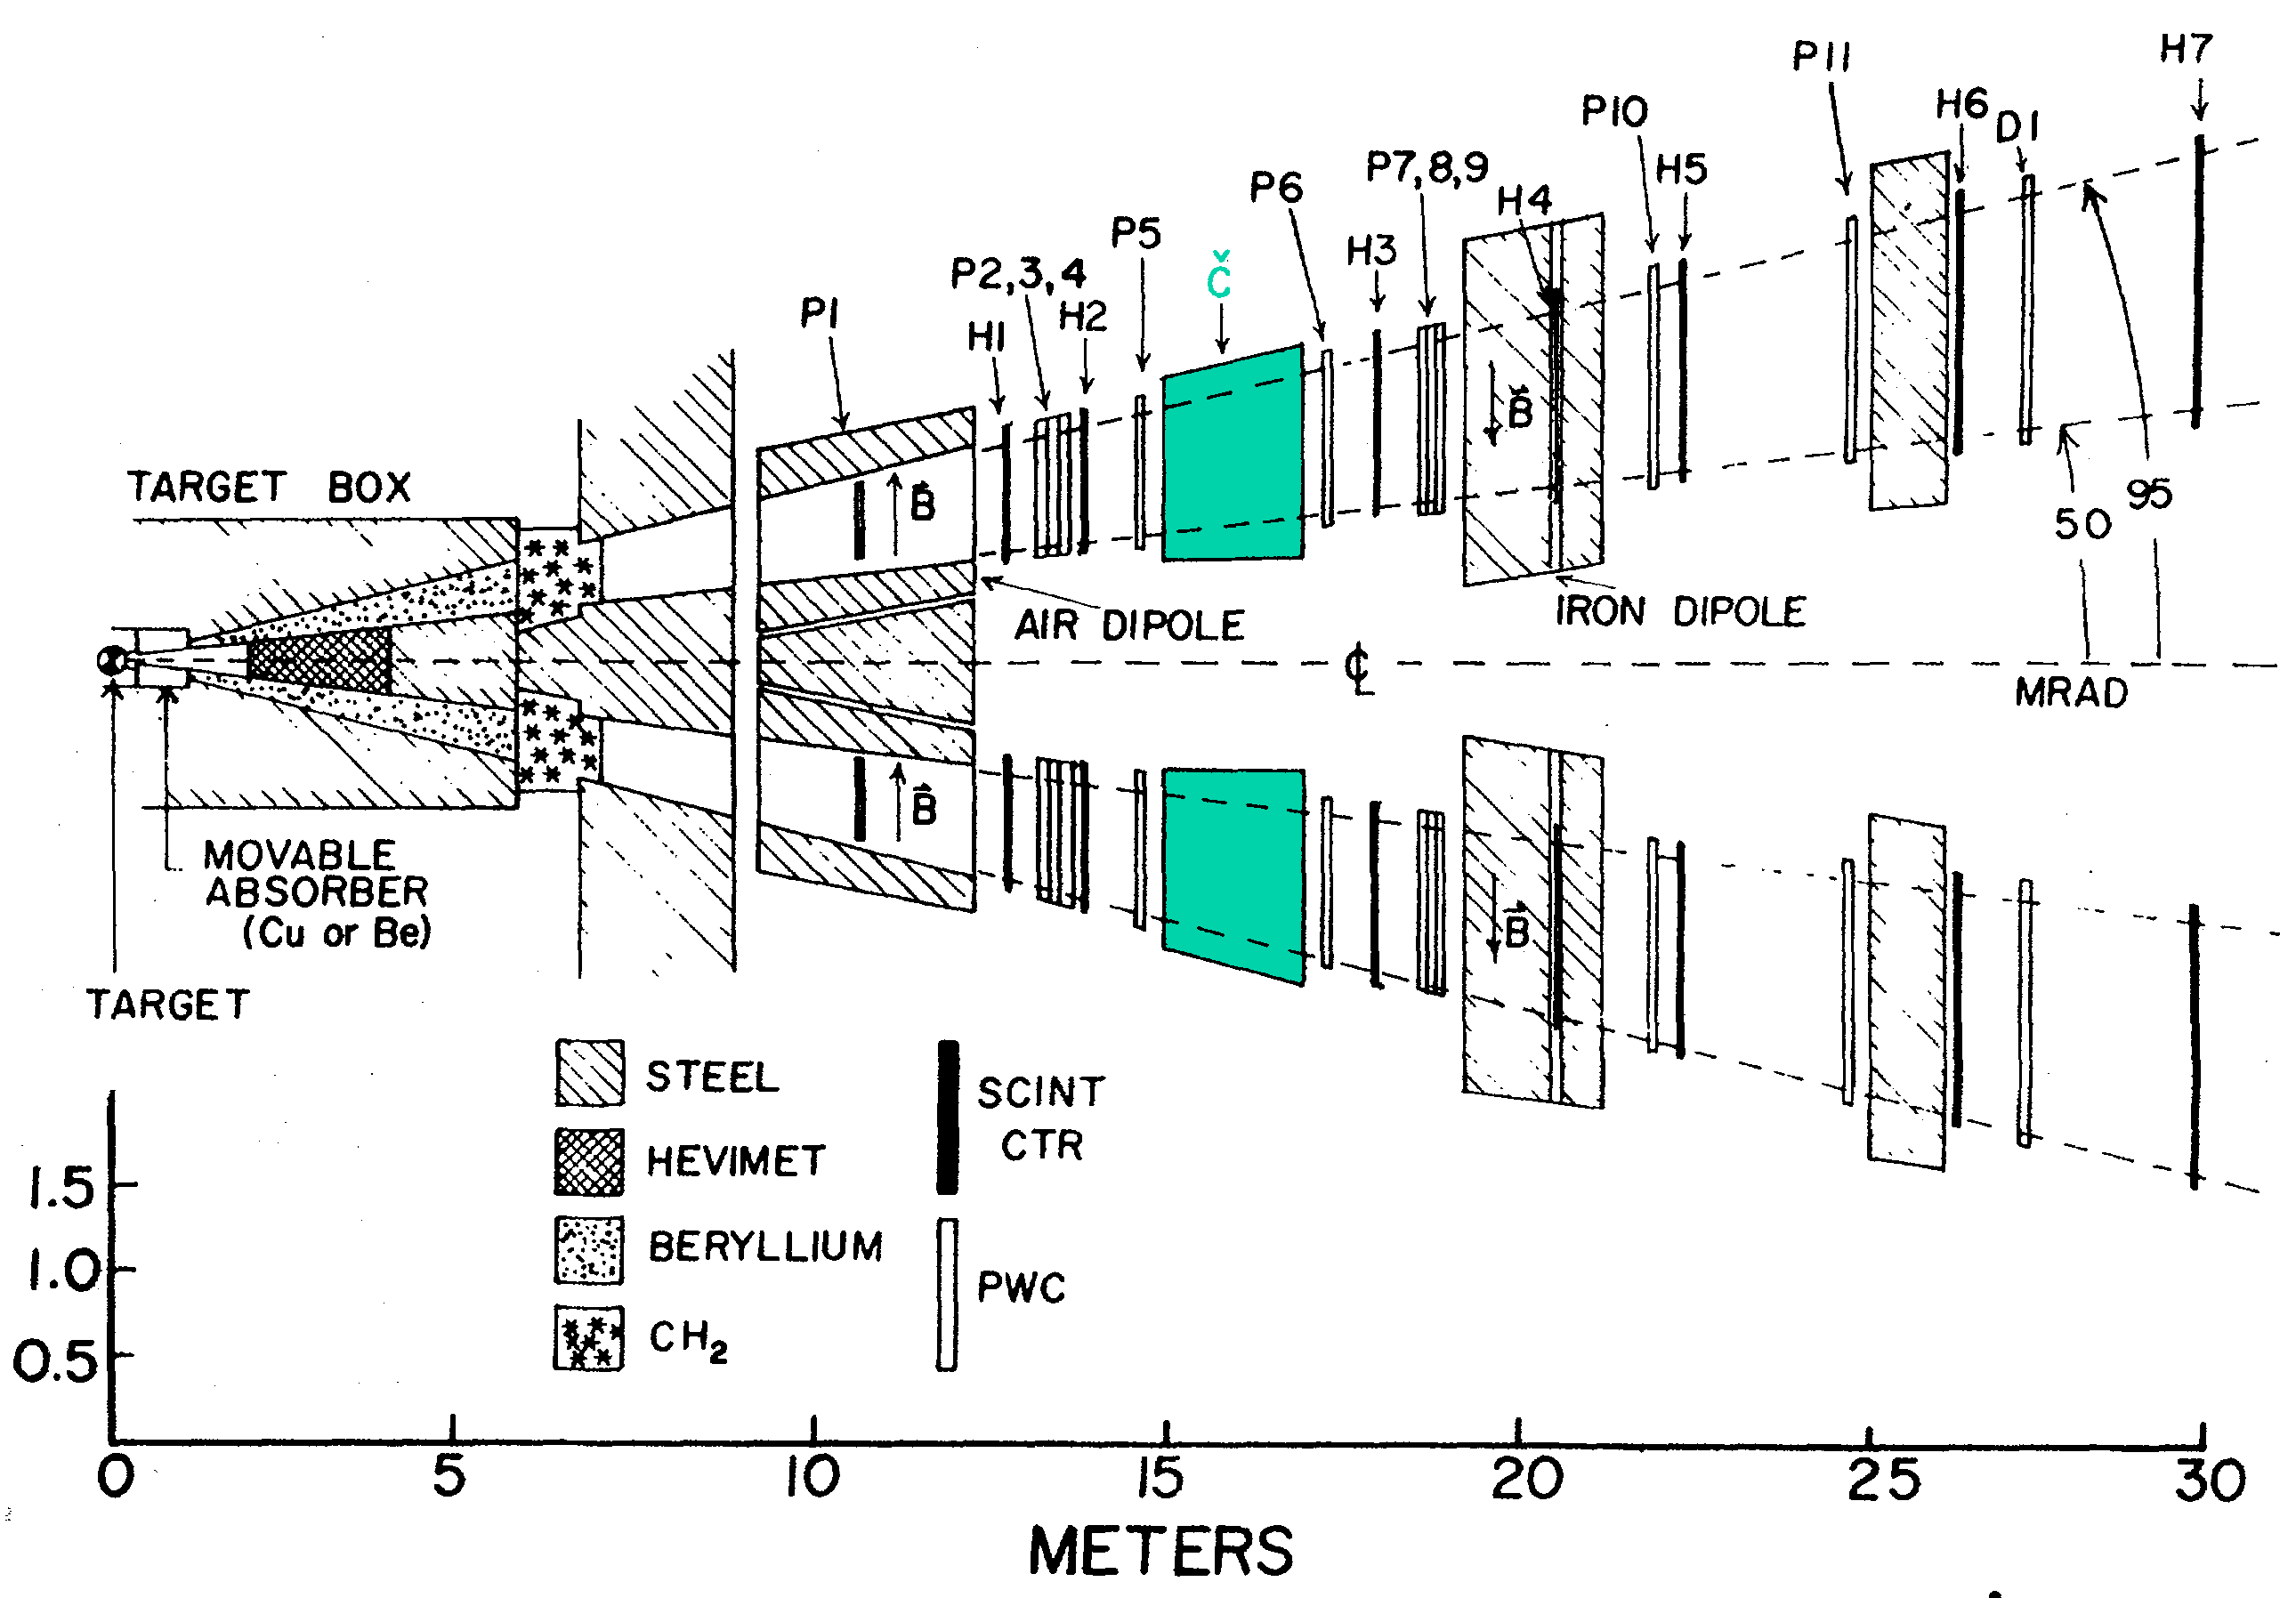 H7
P11
H6
D1
P10
H5
P7,8,9
H4
P6
H3
P5
Č
P2,3,4
H2
H1
P1
B⃗
B⃗
TARGET BOX
95
50
AIR DIPOLE
IRON DIPOLE
℄
MRAD
B⃗
B⃗
MOVABLE
ABSORBER
(Cu or Be)
TARGET
STEEL
HEVIMET
BERYLLIUM
CH₂
SCINT
CTR
PWC
1.5
1.0
0.5
0 5 10 15 20 25 30
METERS